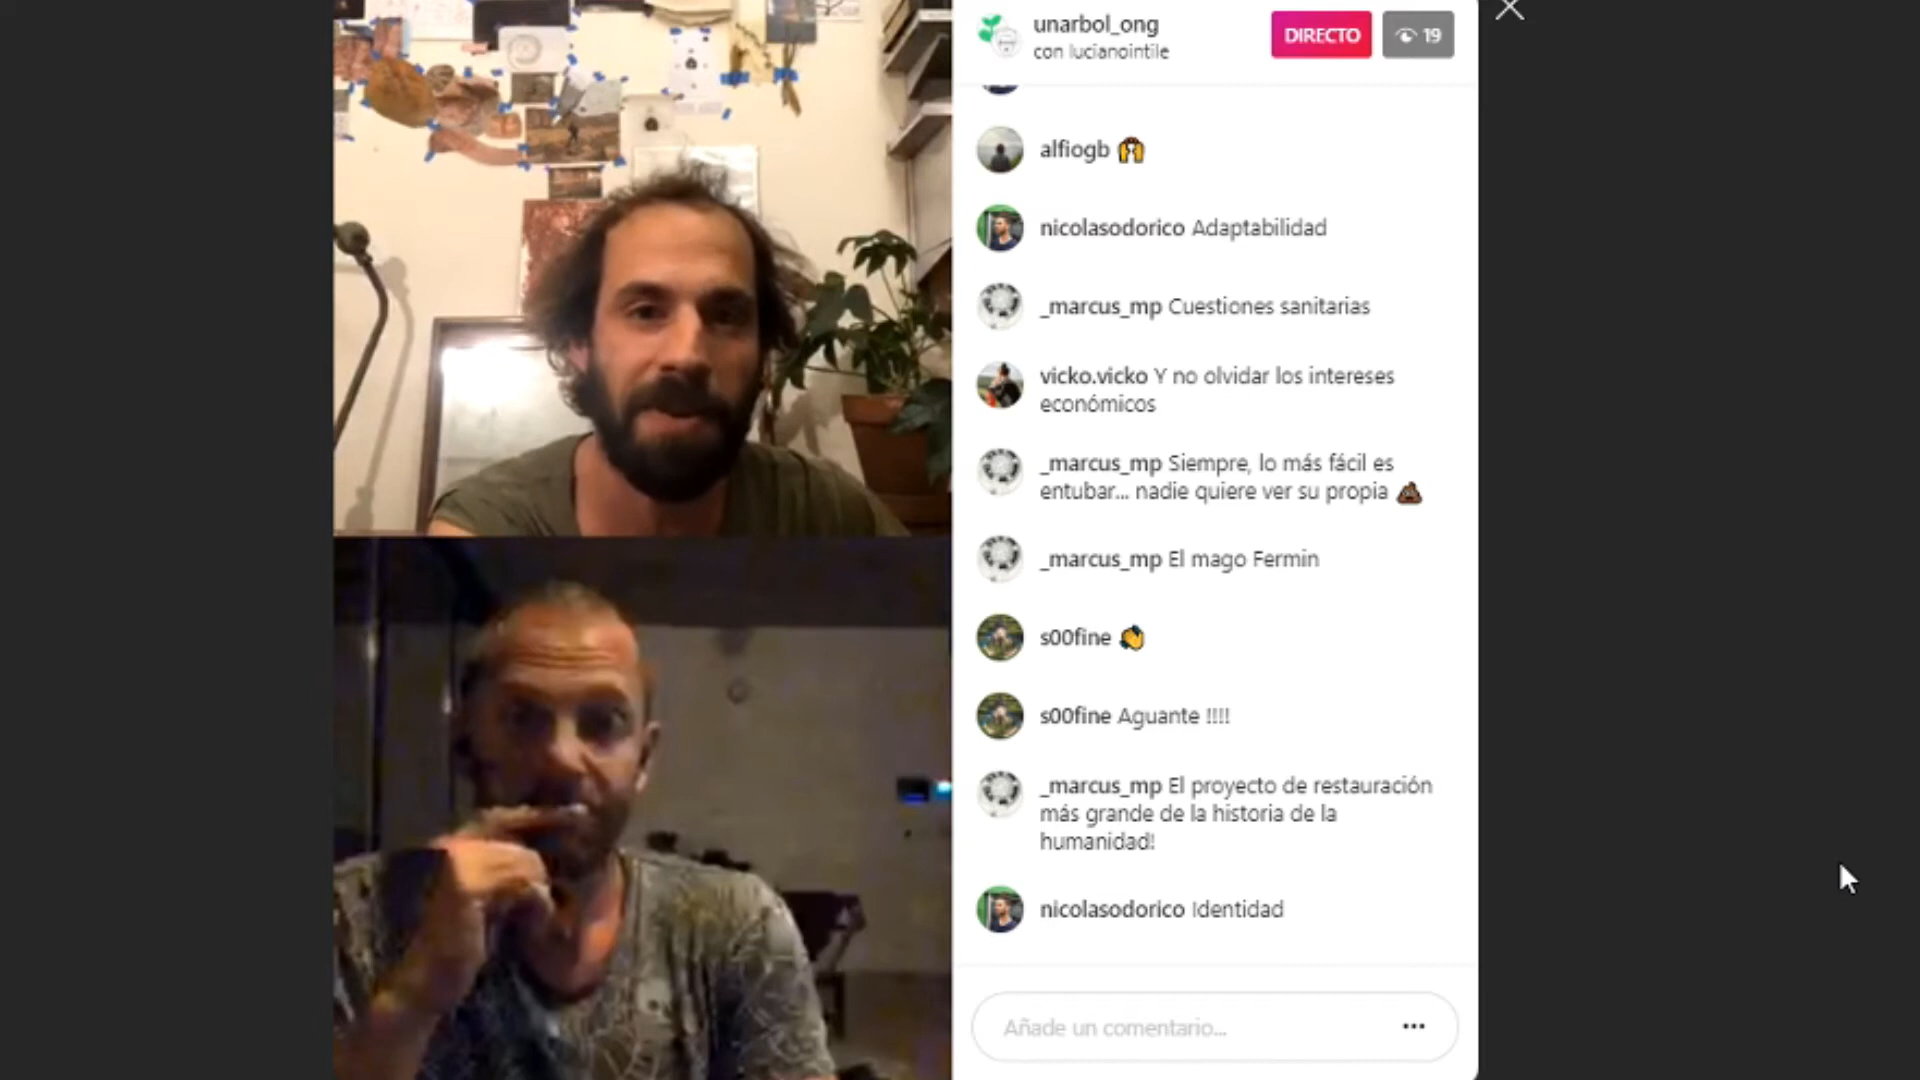 unarbol_ong
con lucianointile
DIRECTO
19
alfiogb
nicolasodorico Adaptabilidad
_marcus_mp Cuestiones sanitarias
vicko.vicko Y no olvidar los intereses
económicos
_marcus_mp Siempre, lo más fácil es
entubar... nadie quiere ver su propia 💩
_marcus_mp El mago Fermin
s00fine 👏
s00fine Aguante !!!!
_marcus_mp El proyecto de restauración
más grande de la historia de la
humanidad!
nicolasodorico Identidad
Añade un comentario...